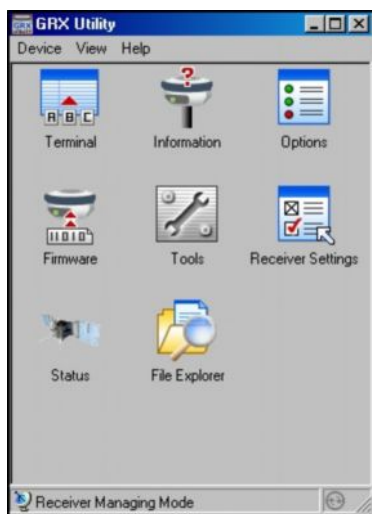 GRX Utility
Device View Help
Terminal Information Options
Firmware Tools Receiver Settings
Status File Explorer
Receiver Managing Mode